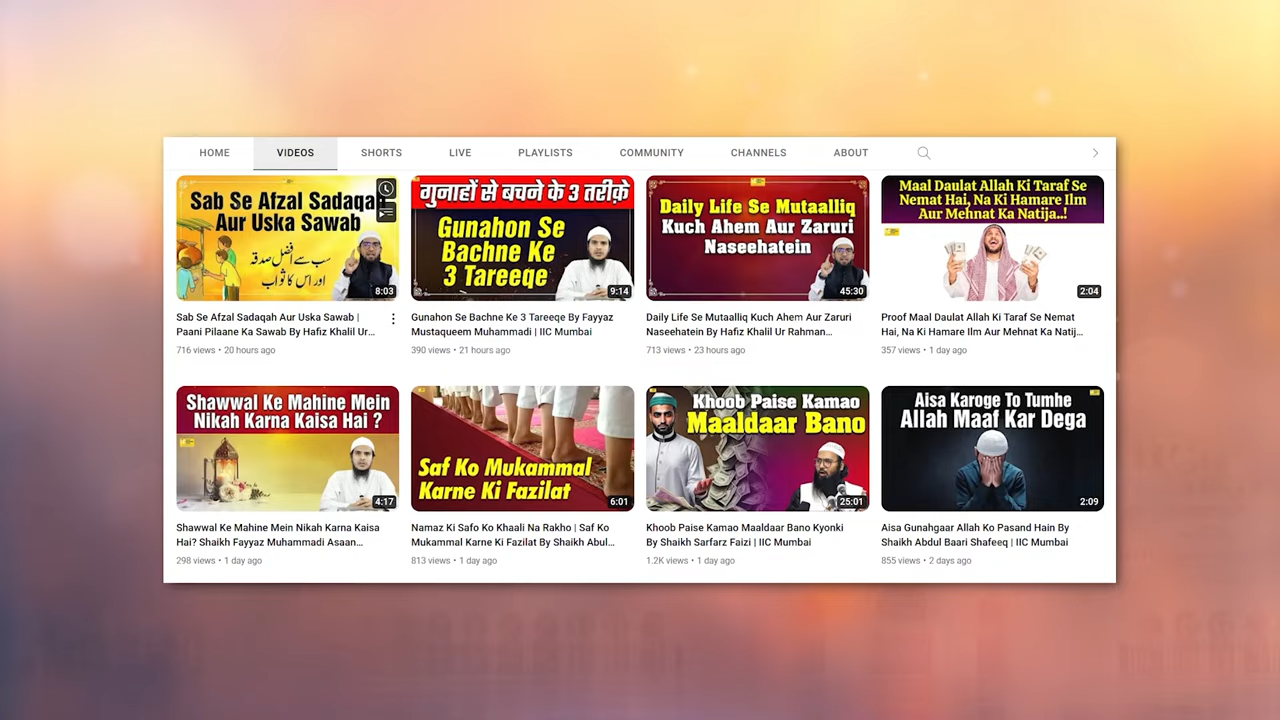 HOME VIDEOS SHORTS LIVE PLAYLISTS COMMUNITY CHANNELS ABOUT
Sab Se Afzal Sadaqah
Aur Uska Sawab
سب سے افضل صدقہ
اور اس کا ثواب
8:03
Sab Se Afzal Sadaqah Aur Uska Sawab |
Paani Pilaane Ka Sawab By Hafiz Khalil Ur...
716 views • 20 hours ago
गुनाहों से बचने के 3 तरीक़े
Gunahon Se
Bachne Ke
3 Tareeqe
9:14
Gunahon Se Bachne Ke 3 Tareeqe By Fayyaz
Mustaqueem Muhammadi | IIC Mumbai
390 views • 21 hours ago
Daily Life Se Mutaalliq
Kuch Ahem Aur Zaruri
Naseehatein
45:30
Daily Life Se Mutaalliq Kuch Ahem Aur Zaruri
Naseehatein By Hafiz Khalil Ur Rahman...
713 views • 23 hours ago
Maal Daulat Allah Ki Taraf Se
Nemat Hai, Na Ki Hamare Ilm
Aur Mehnat Ka Natija..!
2:04
Proof Maal Daulat Allah Ki Taraf Se Nemat
Hai, Na Ki Hamare Ilm Aur Mehnat Ka Natij...
357 views • 1 day ago
Shawwal Ke Mahine Mein
Nikah Karna Kaisa Hai ?
4:17
Shawwal Ke Mahine Mein Nikah Karna Kaisa
Hai? Shaikh Fayyaz Muhammadi Asaan...
298 views • 1 day ago
Saf Ko Mukammal
Karne Ki Fazilat
6:01
Namaz Ki Safo Ko Khaali Na Rakho | Saf Ko
Mukammal Karne Ki Fazilat By Shaikh Abul...
813 views • 1 day ago
Khoob Paise Kamao
Maaldaar Bano
25:01
Khoob Paise Kamao Maaldaar Bano Kyonki
By Shaikh Sarfarz Faizi | IIC Mumbai
1.2K views • 1 day ago
Aisa Karoge To Tumhe
Allah Maaf Kar Dega
2:09
Aisa Gunahgaar Allah Ko Pasand Hain By
Shaikh Abdul Baari Shafeeq | IIC Mumbai
855 views • 2 days ago